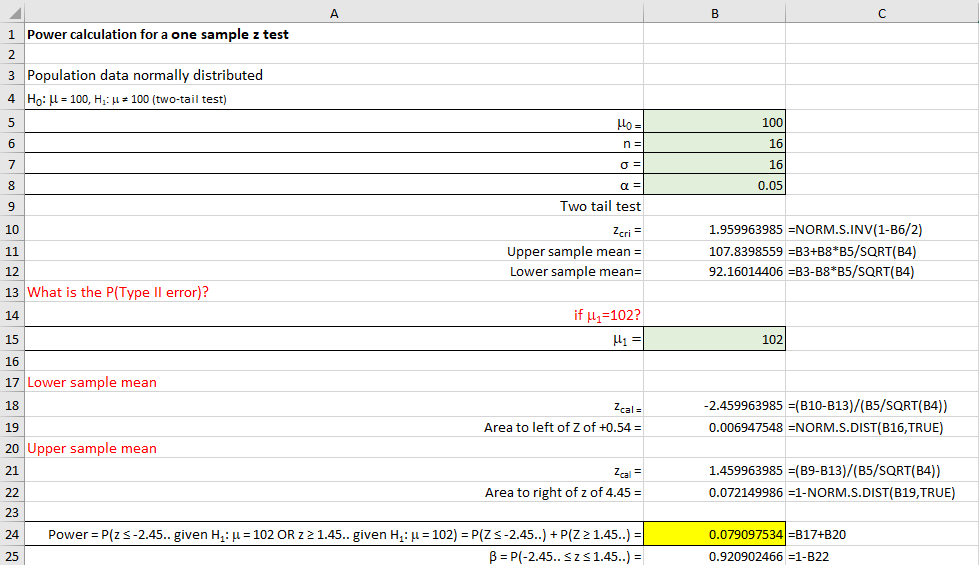 A B C
1 Power calculation for a one sample z test
2
3 Population data normally distributed
4 H₀: μ = 100, H₁: μ ≠ 100 (two-tail test)
5 μ₀ = 100
6 n = 16
7 σ = 16
8 α = 0.05
9 Two tail test
10 Zcri = 1.959963985 =NORM.S.INV(1-B6/2)
11 Upper sample mean = 107.8398559 =B3+B8*B5/SQRT(B4)
12 Lower sample mean= 92.16014406 =B3-B8*B5/SQRT(B4)
13 What is the P(Type II error)?
14 if μ₁=102?
15 μ₁ = 102
16
17 Lower sample mean
18 Zcal = -2.459963985 =(B10-B13)/(B5/SQRT(B4))
19 Area to left of Z of +0.54 = 0.006947548 =NORM.S.DIST(B16,TRUE)
20 Upper sample mean
21 Zcal = 1.459963985 =(B9-B13)/(B5/SQRT(B4))
22 Area to right of z of 4.45 = 0.072149986 =1-NORM.S.DIST(B19,TRUE)
23
24 Power = P(z ≤ -2.45.. given H₁: μ = 102 OR z ≥ 1.45.. given H₁: μ = 102) = P(Z ≤ -2.45..) + P(Z ≥ 1.45..) = 0.079097534 =B17+B20
25 β = P(-2.45.. ≤ z ≤ 1.45..) = 0.920902466 =1-B22